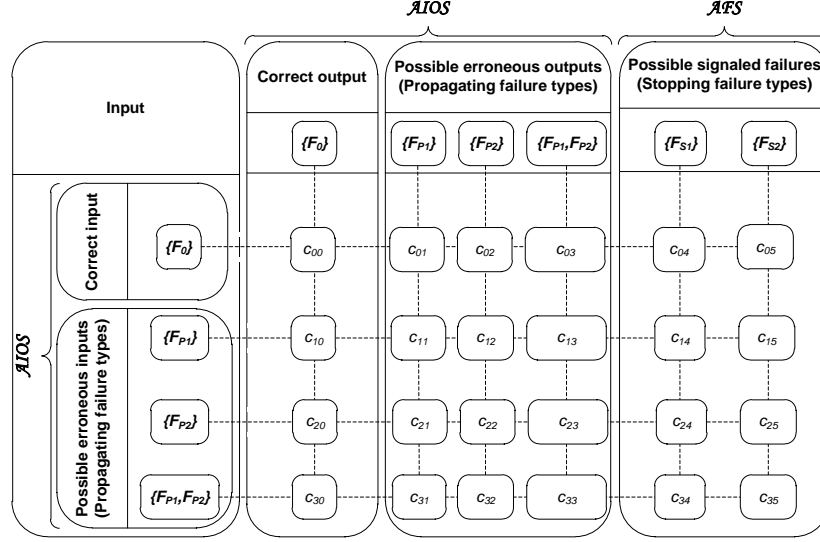 AIOS
AFS
Input
Correct output
Possible erroneous outputs
(Propagating failure types)
Possible signaled failures
(Stopping failure types)
{F0}
{FP1}
{FP2}
{FP1,FP2}
{FS1}
{FS2}
AIOS
Correct input
{F0}
c00
c01
c02
c03
c04
c05
Possible erroneous inputs
(Propagating failure types)
{FP1}
c10
c11
c12
c13
c14
c15
{FP2}
c20
c21
c22
c23
c24
c25
{FP1,FP2}
c30
c31
c32
c33
c34
c35